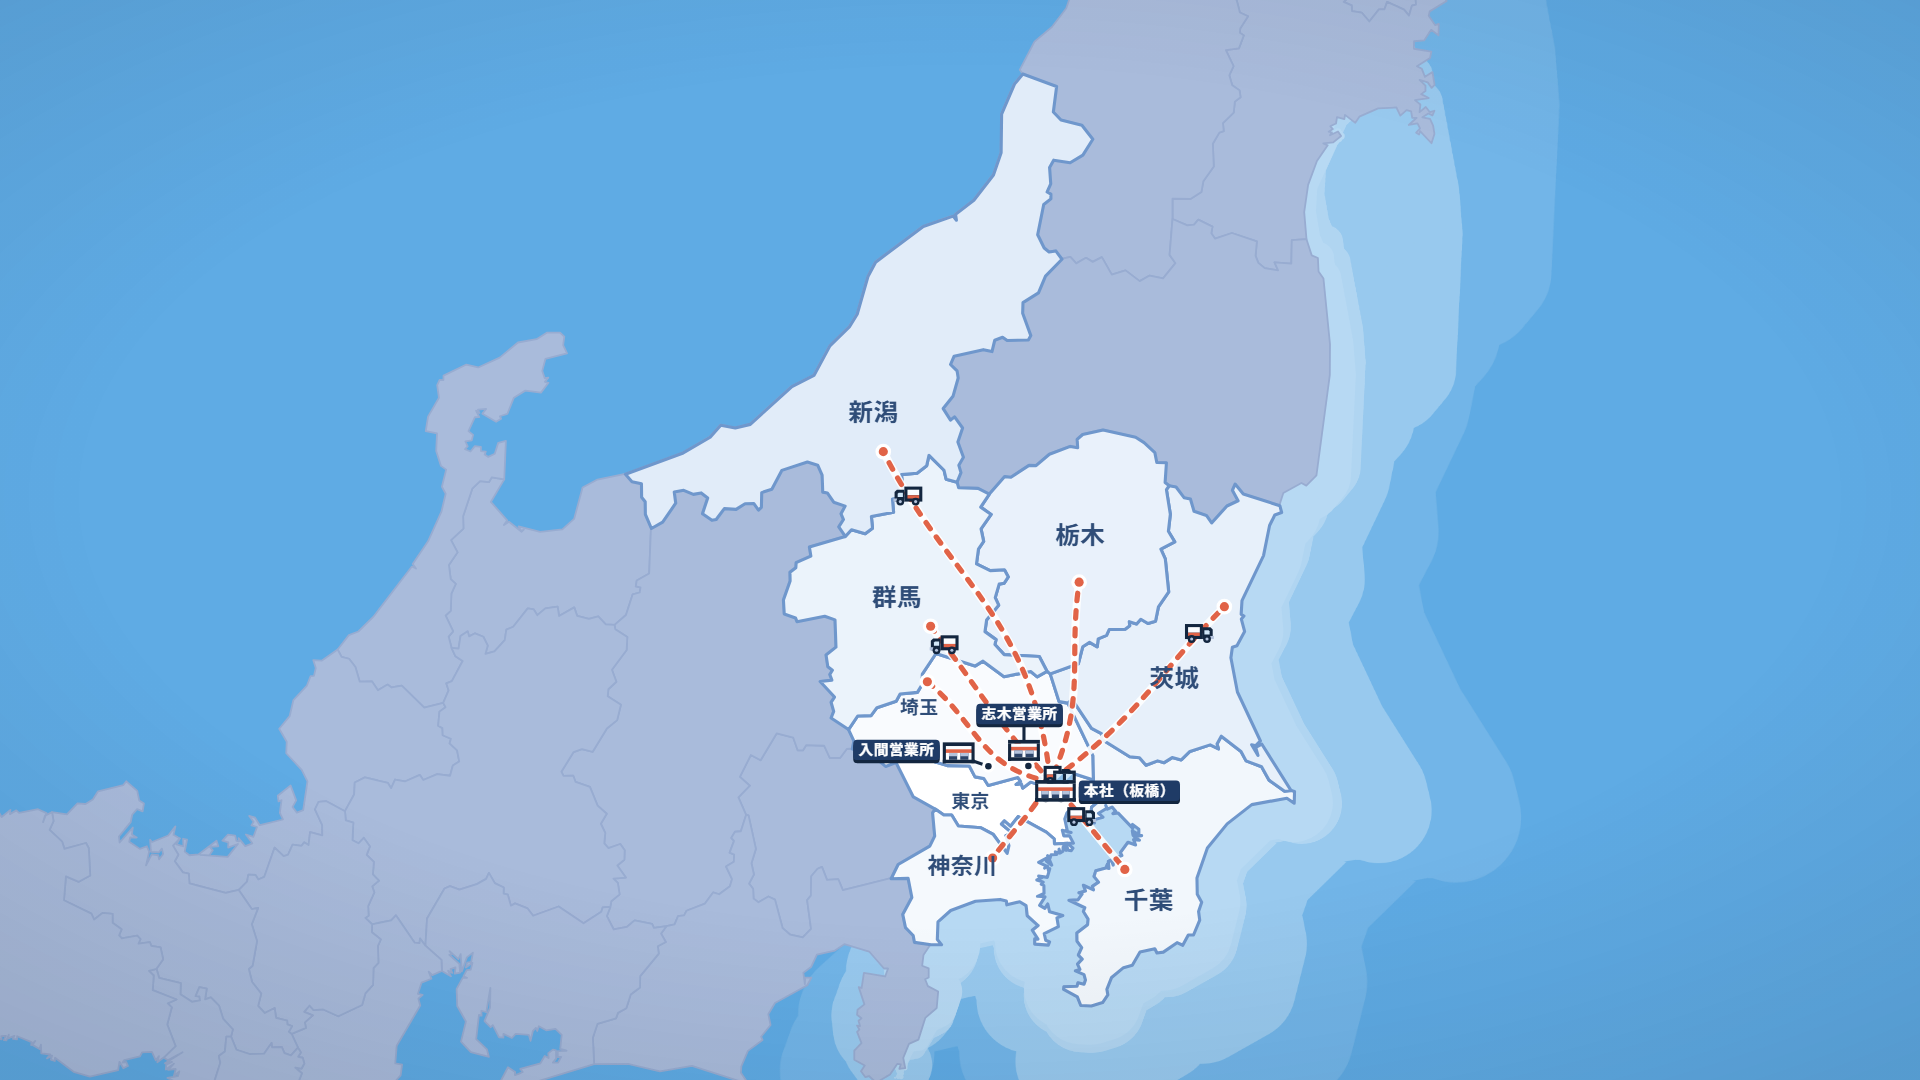 新潟
栃木
群馬
茨城
埼玉
志木営業所
入間営業所
本社（板橋）
東京
神奈川
千葉